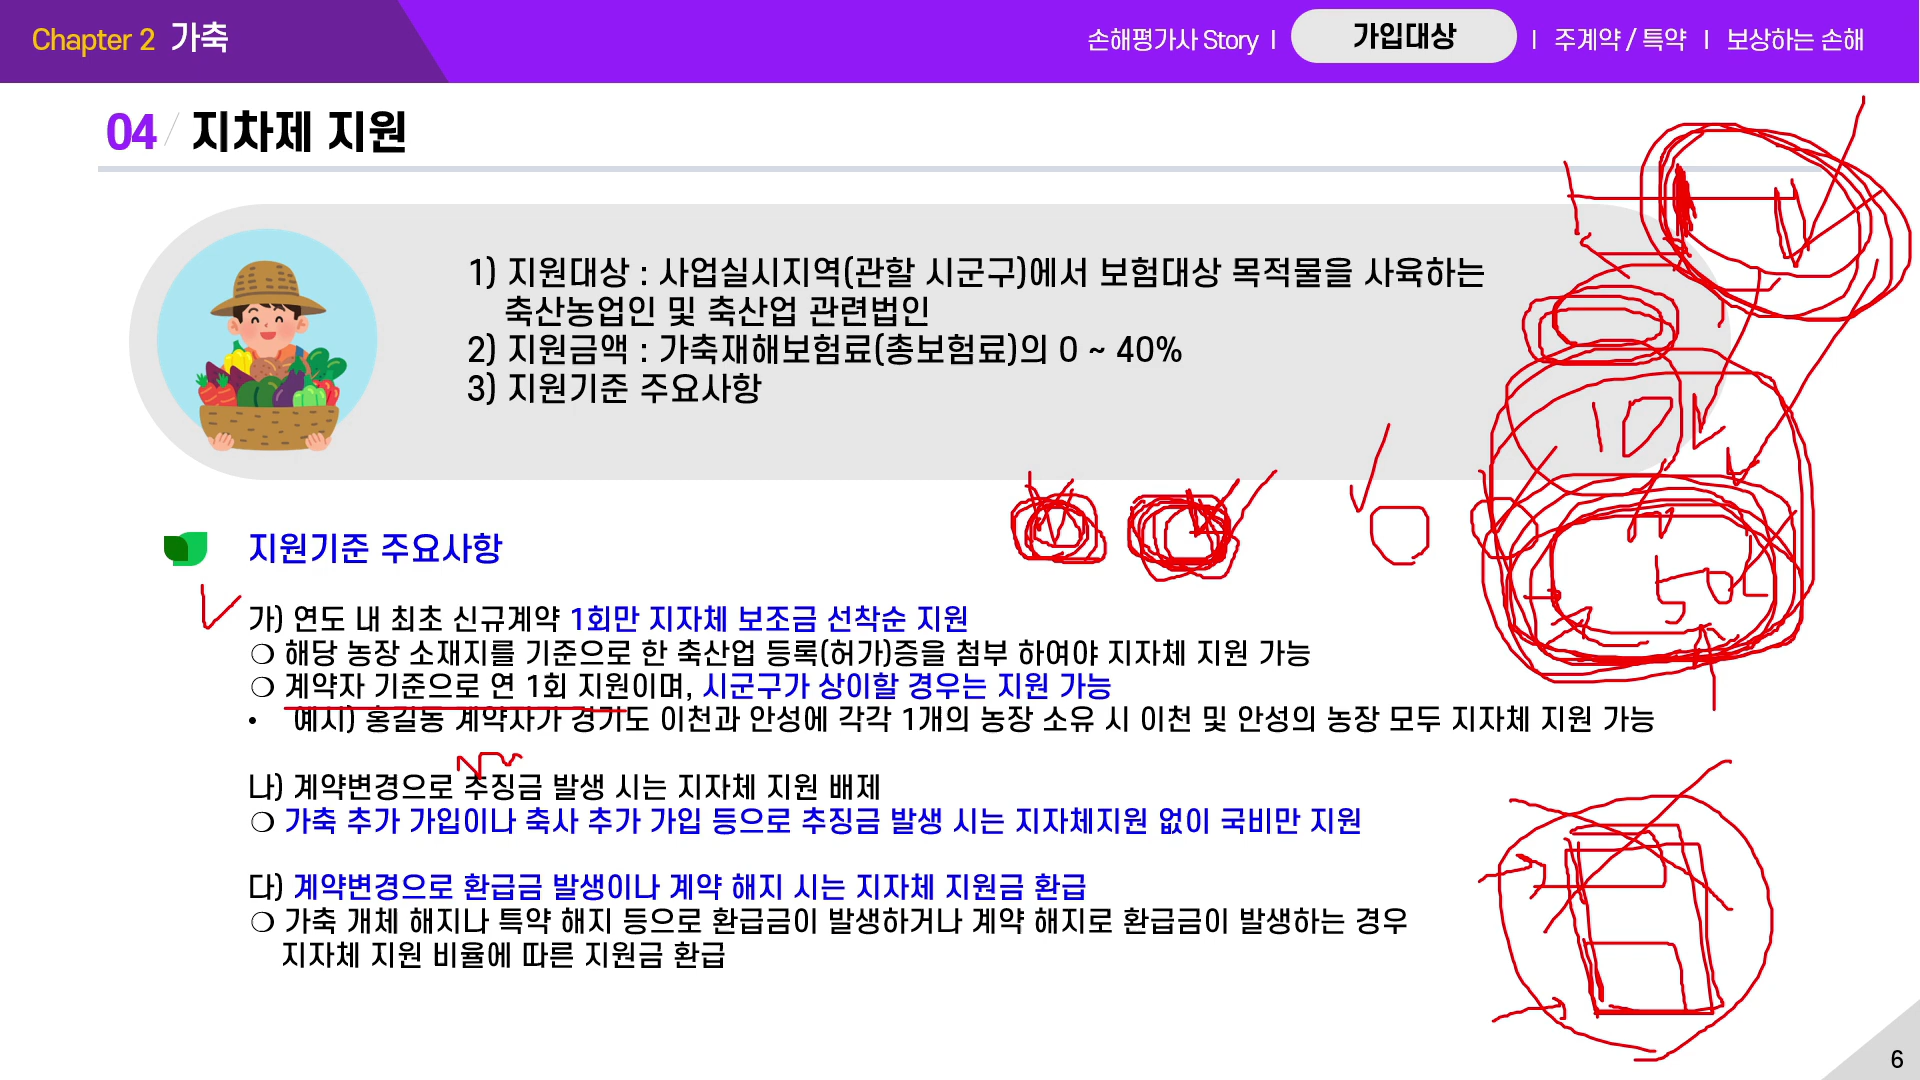 Chapter 2 가축
손해평가사 Story
가입대상
주계약 / 특약
보상하는 손해
04 / 지차제 지원
1) 지원대상 : 사업실시지역(관할 시군구)에서 보험대상 목적물을 사육하는
축산농업인 및 축산업 관련법인
2) 지원금액 : 가축재해보험료(총보험료)의 0 ~ 40%
3) 지원기준 주요사항
지원기준 주요사항
가) 연도 내 최초 신규계약 1회만 지자체 보조금 선착순 지원
❍ 해당 농장 소재지를 기준으로 한 축산업 등록(허가)증을 첨부 하여야 지자체 지원 가능
❍ 계약자 기준으로 연 1회 지원이며, 시군구가 상이할 경우는 지원 가능
• 예시) 홍길동 계약자가 경기도 이천과 안성에 각각 1개의 농장 소유 시 이천 및 안성의 농장 모두 지자체 지원 가능
나) 계약변경으로 추징금 발생 시는 지자체 지원 배제
❍ 가축 추가 가입이나 축사 추가 가입 등으로 추징금 발생 시는 지자체지원 없이 국비만 지원
다) 계약변경으로 환급금 발생이나 계약 해지 시는 지자체 지원금 환급
❍ 가축 개체 해지나 특약 해지 등으로 환급금이 발생하거나 계약 해지로 환급금이 발생하는 경우
지자체 지원 비율에 따른 지원금 환급
6